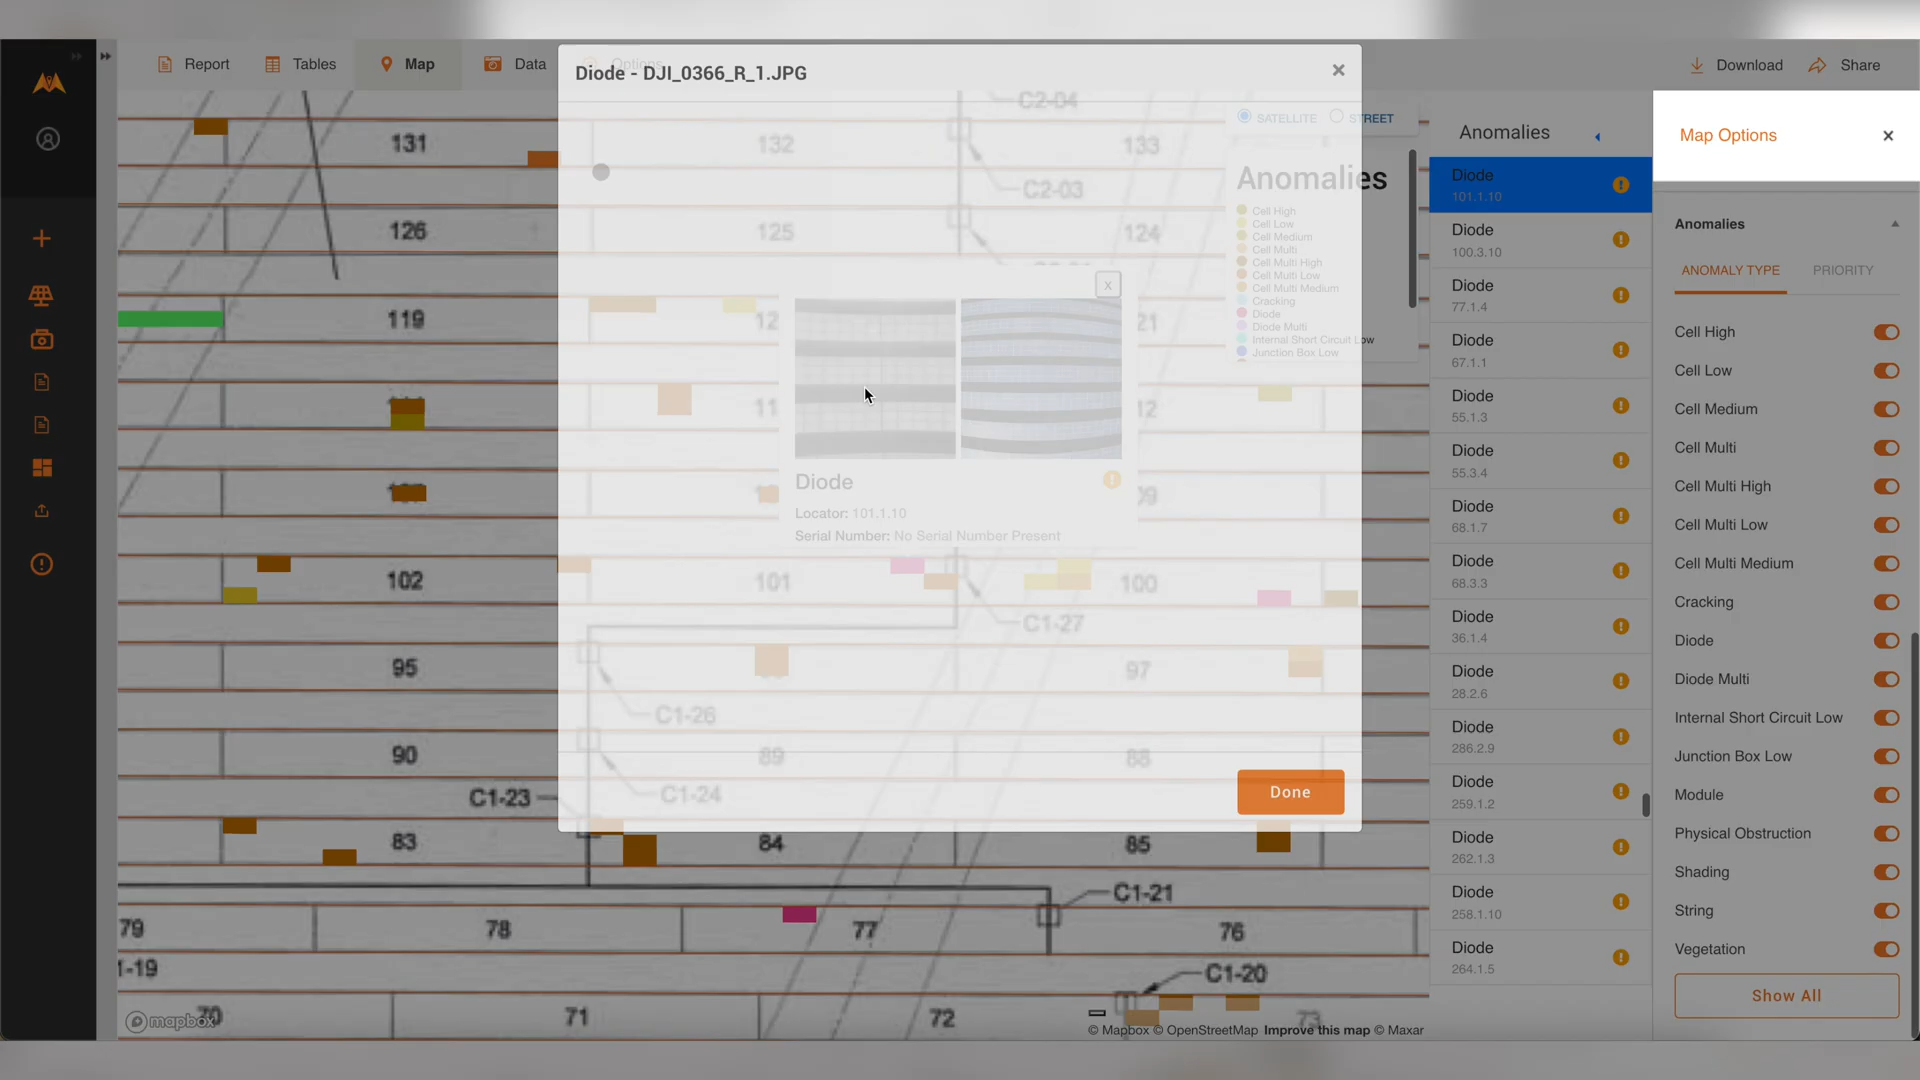 Report
Tables
Map
Data
Options
Download
Share
Diode - DJI_0366_R_1.JPG
×
SATELLITE
STREET
Anomalies
Cell High
Cell Low
Cell Medium
Cell Multi
Cell Multi High
Cell Multi Low
Cell Multi Medium
Cracking
Diode
Diode Multi
Internal Short Circuit Low
Junction Box Low
x
Diode
Locator: 101.1.10
Serial Number: No Serial Number Present
Done
C2-04
131
132
133
C2-03
126
125
124
119
12
21
11
12
09
102
101
100
C1-27
95
97
C1-26
90
89
88
C1-23
C1-24
83
84
85
C1-21
79
78
77
76
1-19
C1-20
70
71
72
73
mapbox
© Mapbox © OpenStreetMap Improve this map © Maxar
Anomalies
Diode
101.1.10
Diode
100.3.10
Diode
77.1.4
Diode
67.1.1
Diode
55.1.3
Diode
55.3.4
Diode
68.1.7
Diode
68.3.3
Diode
36.1.4
Diode
28.2.6
Diode
286.2.9
Diode
259.1.2
Diode
262.1.3
Diode
258.1.10
Diode
264.1.5
Map Options
×
Anomalies
ANOMALY TYPE
PRIORITY
Cell High
Cell Low
Cell Medium
Cell Multi
Cell Multi High
Cell Multi Low
Cell Multi Medium
Cracking
Diode
Diode Multi
Internal Short Circuit Low
Junction Box Low
Module
Physical Obstruction
Shading
String
Vegetation
Show All